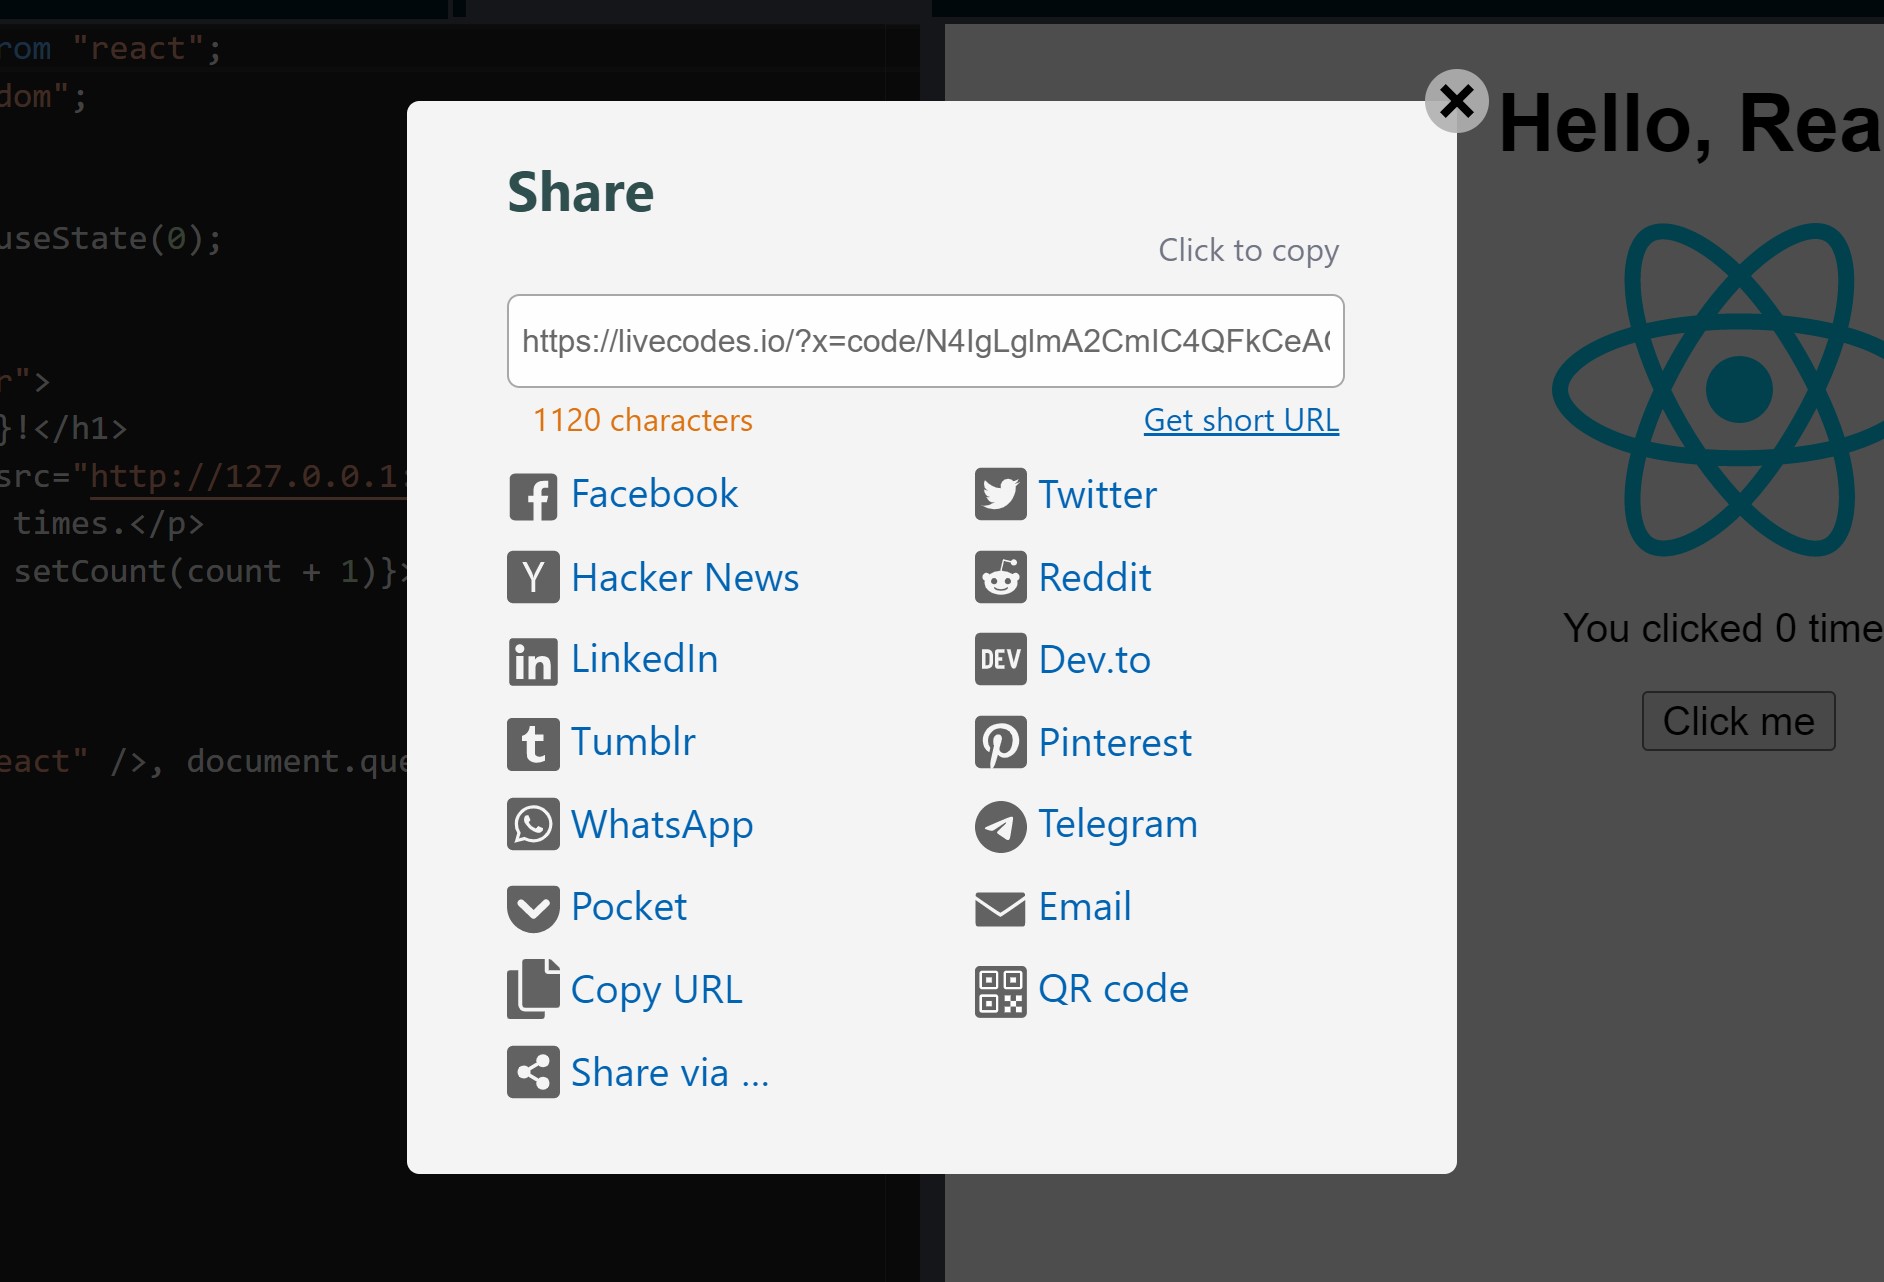 rom "react";
dom";
useState(0);
r">
}!</h1>
src="http://127.0.0.1:
times.</p>
setCount(count + 1)}>
eact" />, document.que
Share
Click to copy
https://livecodes.io/?x=code/N4IgLglmA2CmIC4QFkCeAC
1120 characters
Get short URL
Facebook
Twitter
Hacker News
Reddit
LinkedIn
DEV Dev.to
Tumblr
Pinterest
WhatsApp
Telegram
Pocket
Email
Copy URL
QR code
Share via ...
Hello, Rea
You clicked 0 time
Click me